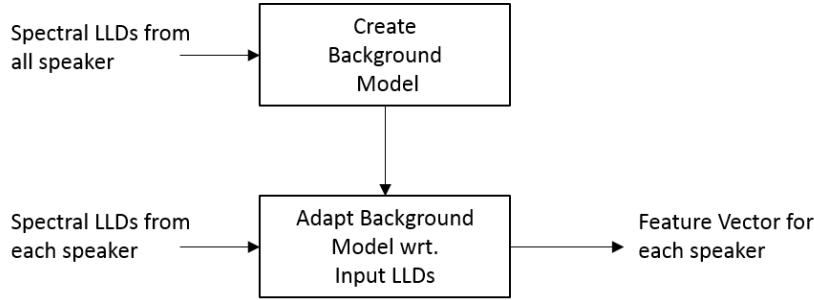 Spectral LLDs from
all speaker
Create
Background
Model
Spectral LLDs from
each speaker
Adapt Background
Model wrt.
Input LLDs
Feature Vector for
each speaker